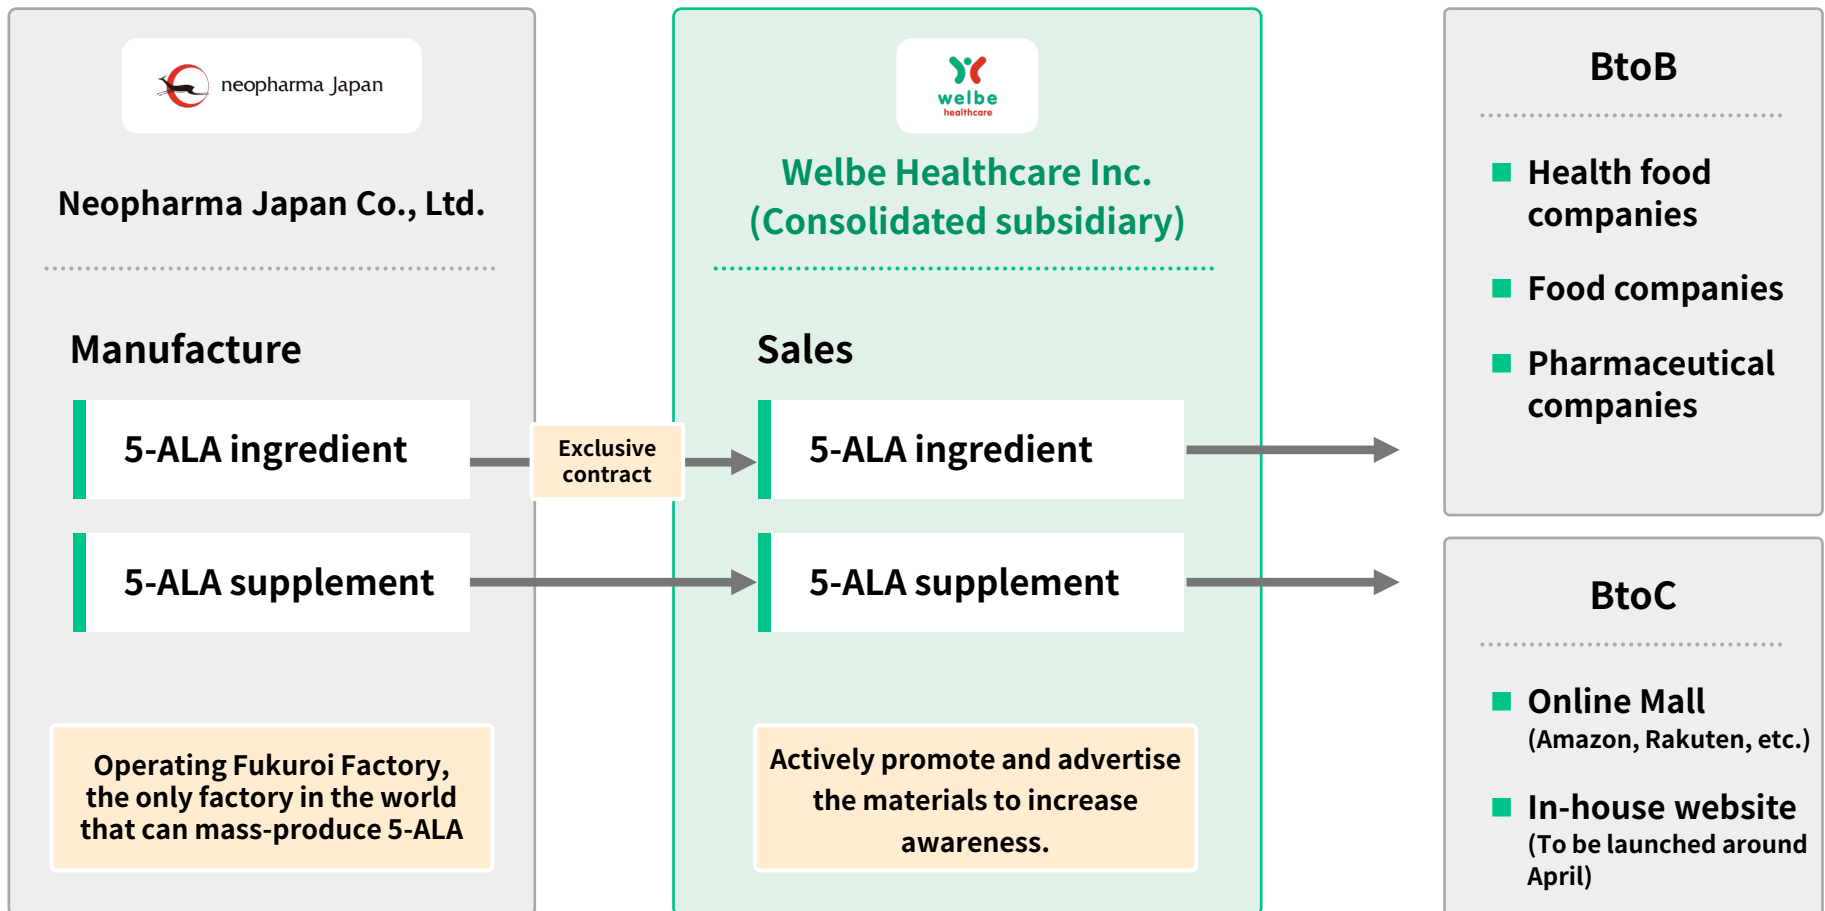 neopharma Japan
Neopharma Japan Co., Ltd.
Manufacture
5-ALA ingredient
5-ALA supplement
Operating Fukuroi Factory,
the only factory in the world
that can mass-produce 5-ALA
Exclusive
contract
welbe
healthcare
Welbe Healthcare Inc.
(Consolidated subsidiary)
Sales
5-ALA ingredient
5-ALA supplement
Actively promote and advertise
the materials to increase
awareness.
BtoB
Health food
companies
Food companies
Pharmaceutical
companies
BtoC
Online Mall
(Amazon, Rakuten, etc.)
In-house website
(To be launched around
April)